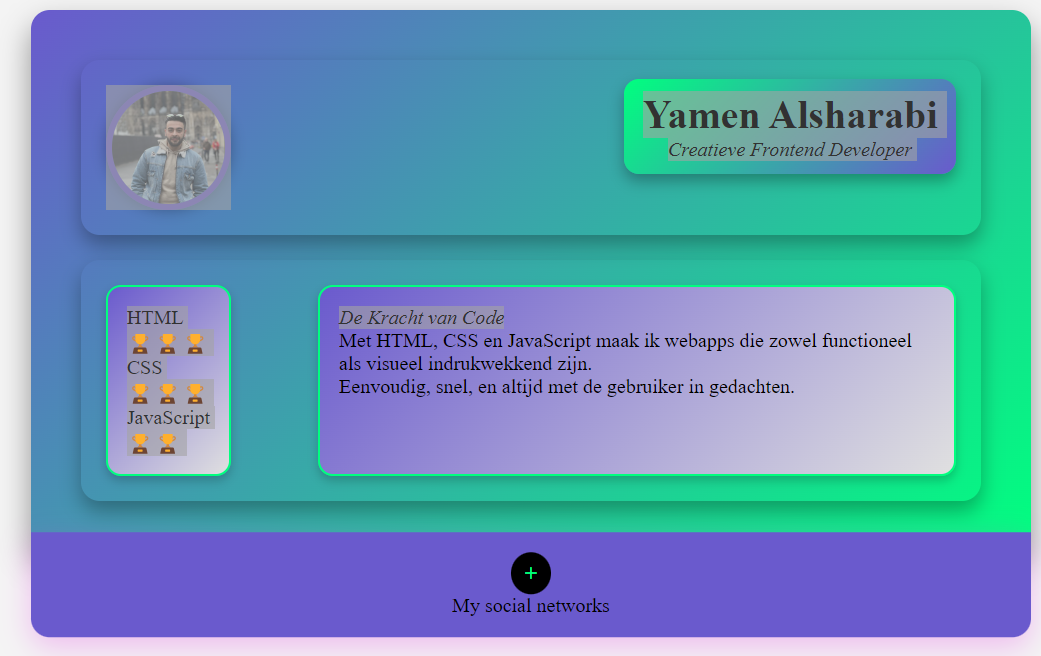 Yamen Alsharabi
Creatieve Frontend Developer
HTML
🏆🏆🏆
CSS
🏆🏆🏆
JavaScript
🏆🏆
De Kracht van Code
Met HTML, CSS en JavaScript maak ik webapps die zowel functioneel
als visueel indrukwekkend zijn.
Eenvoudig, snel, en altijd met de gebruiker in gedachten.
+
My social networks